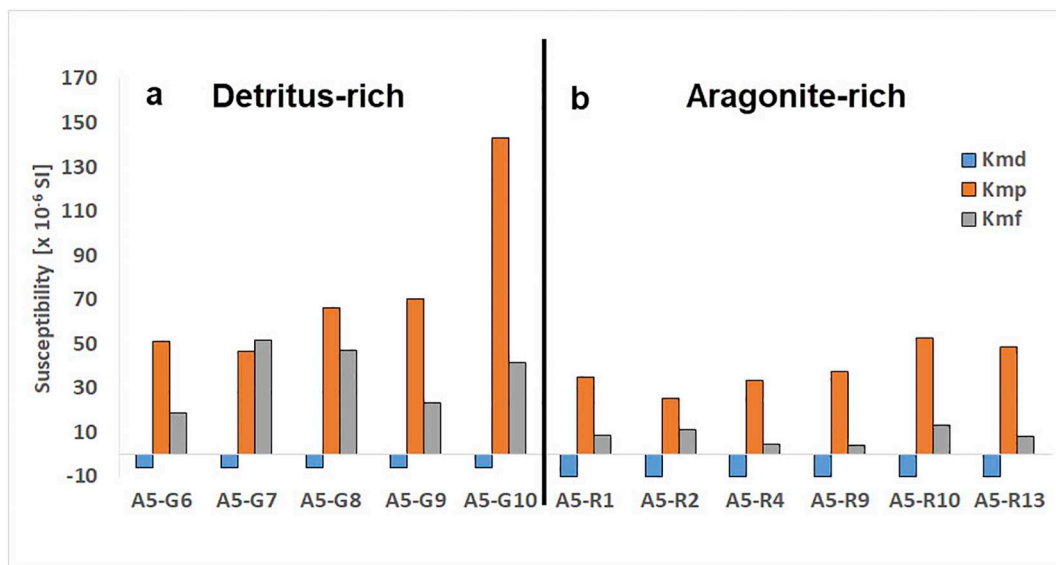 a Detritus-rich
b Aragonite-rich
Susceptibility [x 10⁻⁶ SI]
170
150
130
110
90
70
50
30
10
-10
Kmd
Kmp
Kmf
A5-G6 A5-G7 A5-G8 A5-G9 A5-G10 A5-R1 A5-R2 A5-R4 A5-R9 A5-R10 A5-R13